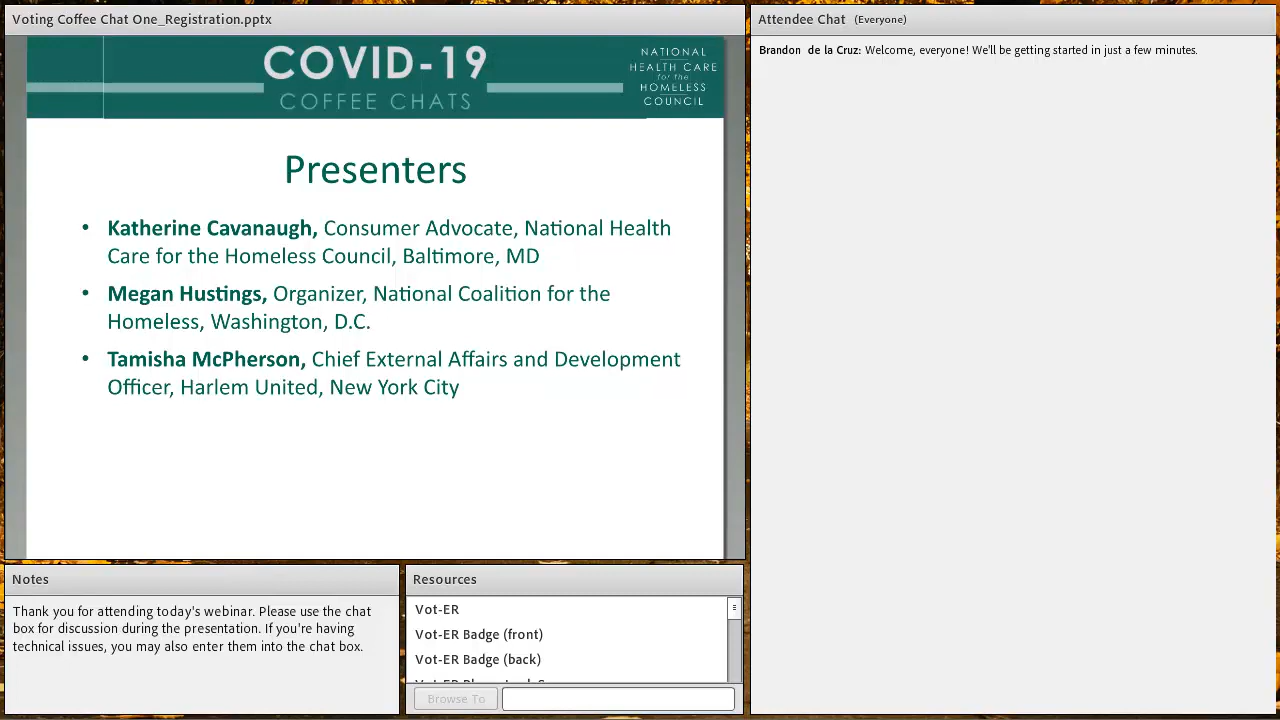 Voting Coffee Chat One_Registration.pptx
COVID-19
COFFEE CHATS
NATIONAL
HEALTH CARE
for the
HOMELESS
COUNCIL
Presenters
• Katherine Cavanaugh, Consumer Advocate, National Health
Care for the Homeless Council, Baltimore, MD
• Megan Hustings, Organizer, National Coalition for the
Homeless, Washington, D.C.
• Tamisha McPherson, Chief External Affairs and Development
Officer, Harlem United, New York City
Notes
Thank you for attending today's webinar. Please use the chat
box for discussion during the presentation. If you're having
technical issues, you may also enter them into the chat box.
Resources
Vot-ER
Vot-ER Badge (front)
Vot-ER Badge (back)
Vot-ER
Browse To
Attendee Chat (Everyone)
Brandon de la Cruz: Welcome, everyone! We'll be getting started in just a few minutes.